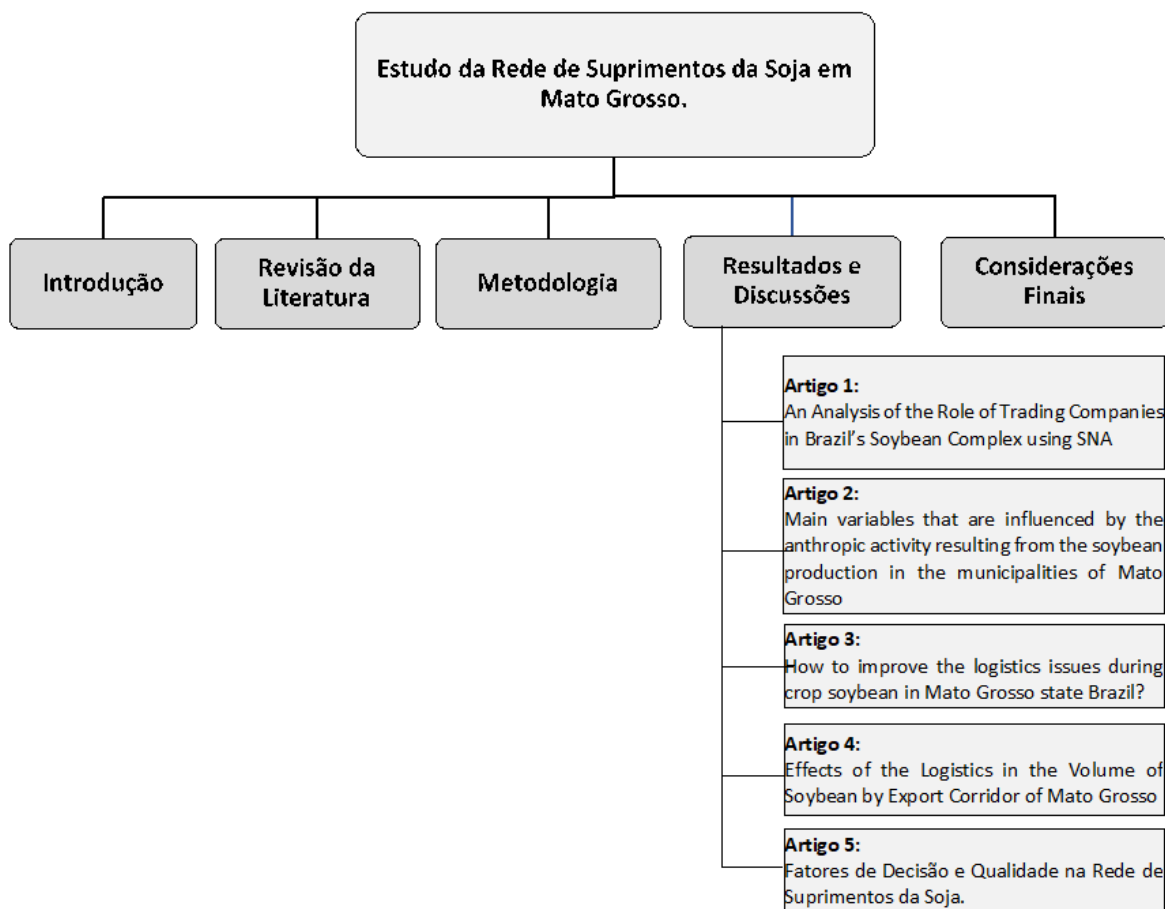 Estudo da Rede de Suprimentos da Soja em
Mato Grosso.
Introdução
Revisão da
Literatura
Metodologia
Resultados e
Discussões
Considerações
Finais
Artigo 1:
An Analysis of the Role of Trading Companies
in Brazil’s Soybean Complex using SNA
Artigo 2:
Main variables that are influenced by the
anthropic activity resulting from the soybean
production in the municipalities of Mato
Grosso
Artigo 3:
How to improve the logistics issues during
crop soybean in Mato Grosso state Brazil?
Artigo 4:
Effects of the Logistics in the Volume of
Soybean by Export Corridor of Mato Grosso
Artigo 5:
Fatores de Decisão e Qualidade na Rede de
Suprimentos da Soja.